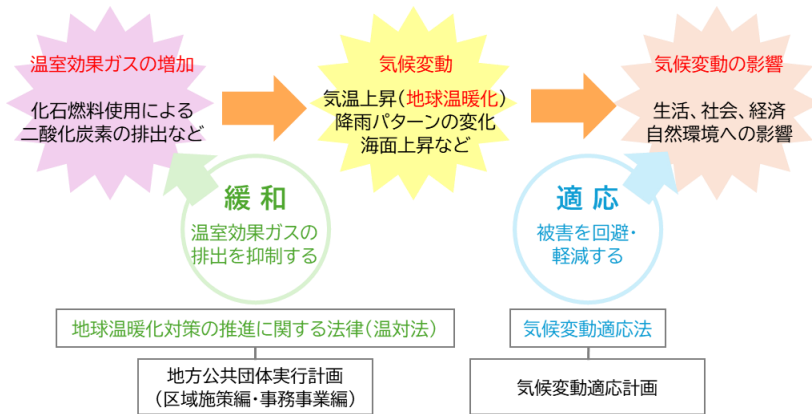 温室効果ガスの増加
化石燃料使用による
二酸化炭素の排出など
気候変動
気温上昇(地球温暖化)
降雨パターンの変化
海面上昇など
気候変動の影響
生活、社会、経済
自然環境への影響
緩和
温室効果ガスの
排出を抑制する
適応
被害を回避・
軽減する
地球温暖化対策の推進に関する法律(温対法)
地方公共団体実行計画
(区域施策編・事務事業編)
気候変動適応法
気候変動適応計画